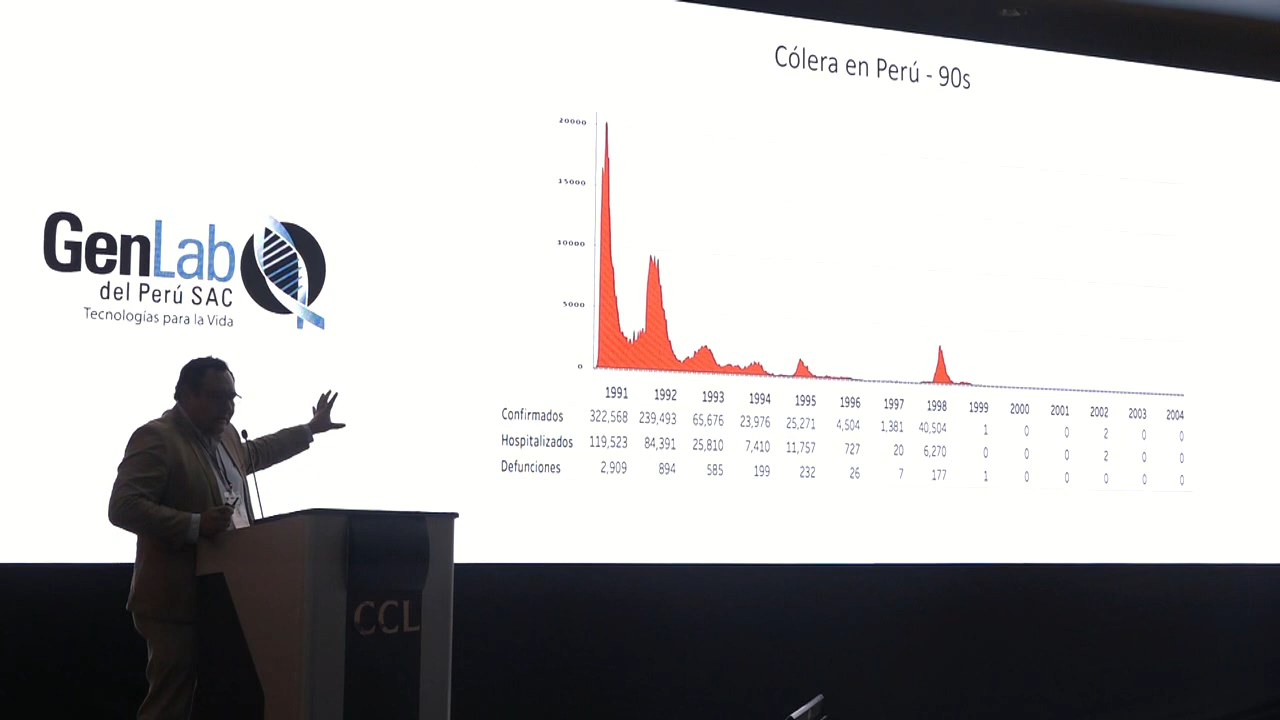 Cólera en Perú - 90s
20000
15000
10000
5000
0
1991 1992 1993 1994 1995 1996 1997 1998 1999 2000 2001 2002 2003 2004
Confirmados 322,568 239,493 65,676 23,976 25,271 4,504 1,381 40,504 1 0 0 2 0 0
Hospitalizados 119,523 84,391 25,810 7,410 11,757 727 20 6,270 0 0 0 2 0 0
Defunciones 2,909 894 585 199 232 26 7 177 1 0 0 0 0 0
GenLab
del Perú SAC
Tecnologías para la Vida
CCL